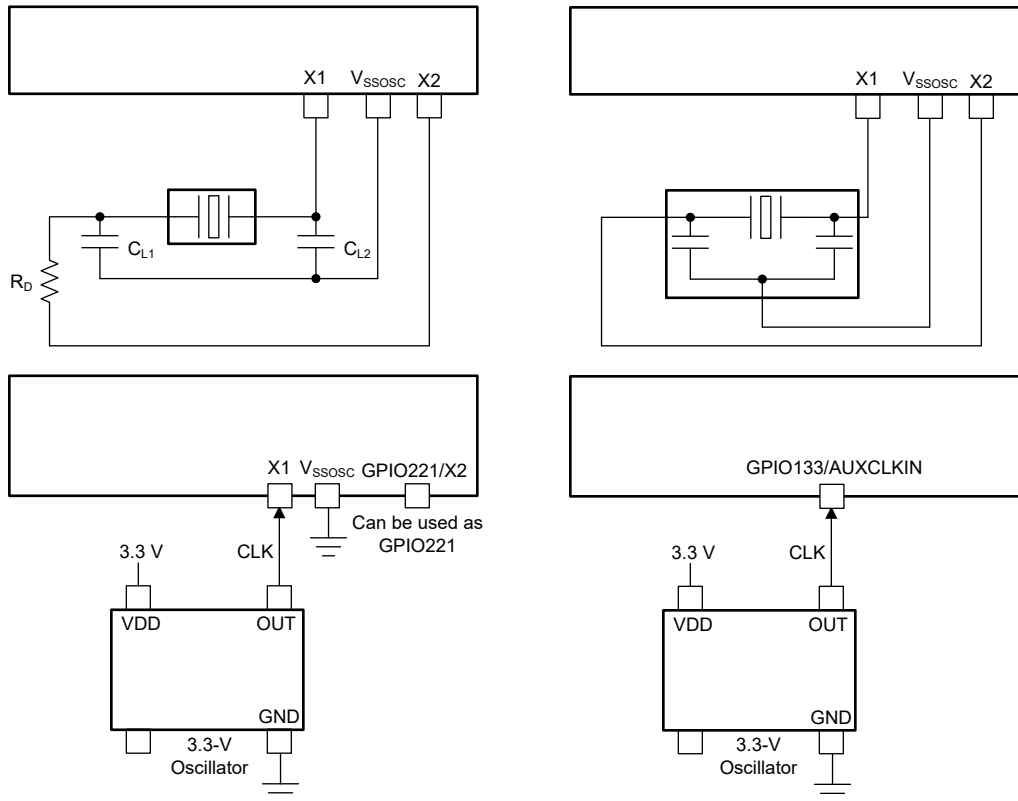 X1 VSSOSC X2
CL1
CL2
RD
X1 VSSOSC X2
X1 VSSOSC GPIO221/X2
Can be used as
GPIO221
3.3 V
CLK
VDD
OUT
GND
3.3-V
Oscillator
GPIO133/AUXCLKIN
3.3 V
CLK
VDD
OUT
GND
3.3-V
Oscillator